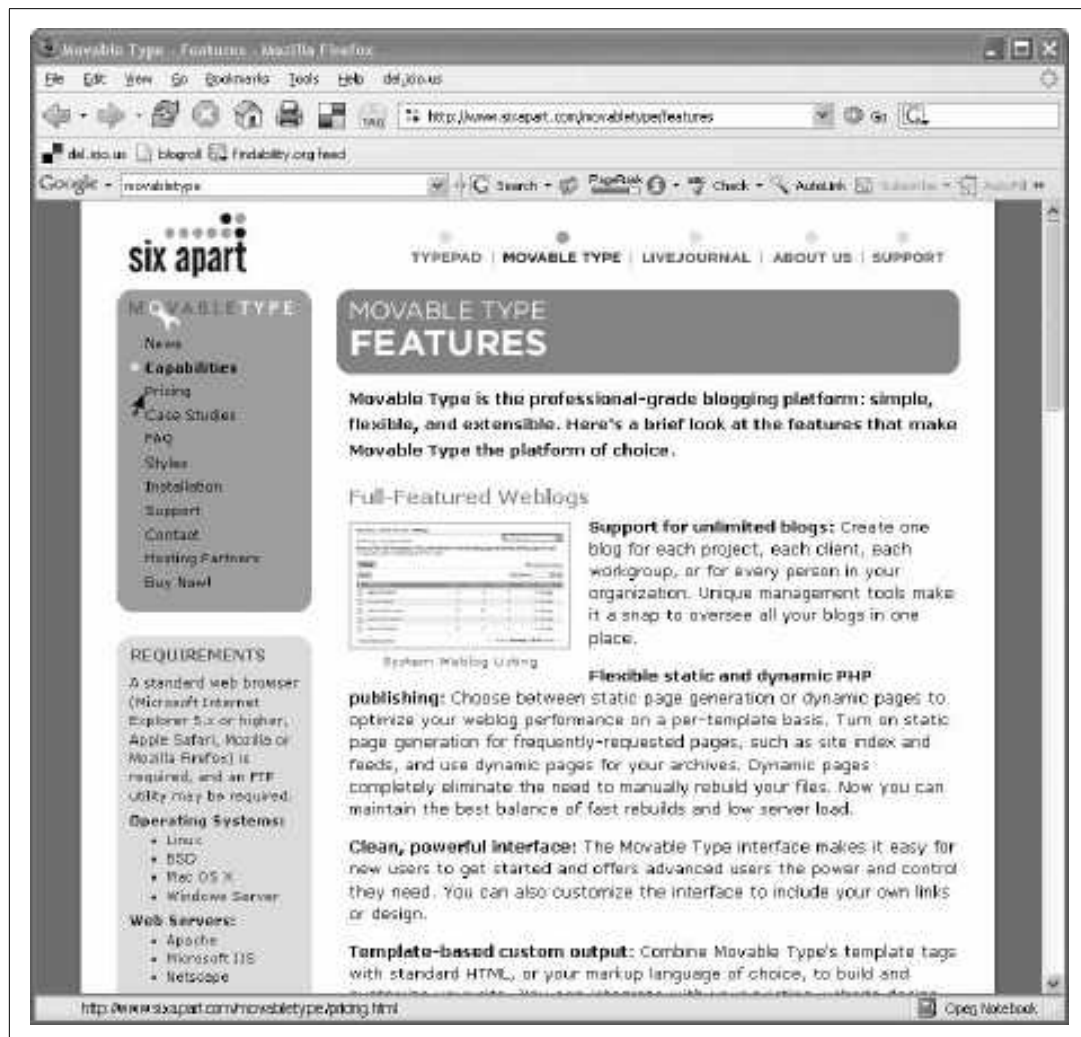 Movable Type - Features - Mozilla Firefox
File Edit View Go Bookmarks Tools Help del.icio.us
TAG http://www.sixapart.com/movabletype/features Go
del.icio.us blogroll findability.org feed
Google movabletype Search PageRank Check AutoLink
six apart
TYPEPAD | MOVABLE TYPE | LIVEJOURNAL | ABOUT US | SUPPORT
MOVABLETYPE
News
Capabilities
Pricing
Case Studies
FAQ
Styles
Installation
Support
Contact
Hosting Partners
Buy Now!
REQUIREMENTS
A standard web browser
(Microsoft Internet
Explorer 5.x or higher,
Apple Safari, Mozilla or
Mozilla Firefox) is
required, and an FTP
utility may be required.
Operating Systems:
• Linux
• BSD
• Mac OS X
• Windows Server
Web Servers:
• Apache
• Microsoft IIS
• Netscape
MOVABLE TYPE
FEATURES
Movable Type is the professional-grade blogging platform: simple,
flexible, and extensible. Here's a brief look at the features that make
Movable Type the platform of choice.
Full-Featured Weblogs
System Weblog Listing
Support for unlimited blogs: Create one
blog for each project, each client, each
workgroup, or for every person in your
organization. Unique management tools make
it a snap to oversee all your blogs in one
place.
Flexible static and dynamic PHP
publishing: Choose between static page generation or dynamic pages to
optimize your weblog performance on a per-template basis. Turn on static
page generation for frequently-requested pages, such as site index and
feeds, and use dynamic pages for your archives. Dynamic pages
completely eliminate the need to manually rebuild your files. Now you can
maintain the best balance of fast rebuilds and low server load.
Clean, powerful interface: The Movable Type interface makes it easy for
new users to get started and offers advanced users the power and control
they need. You can also customize the interface to include your own links
or design.
Template-based custom output: Combine Movable Type's template tags
with standard HTML, or your markup language of choice, to build and
http://www.sixapart.com/movabletype/pricing.html Open Notebook